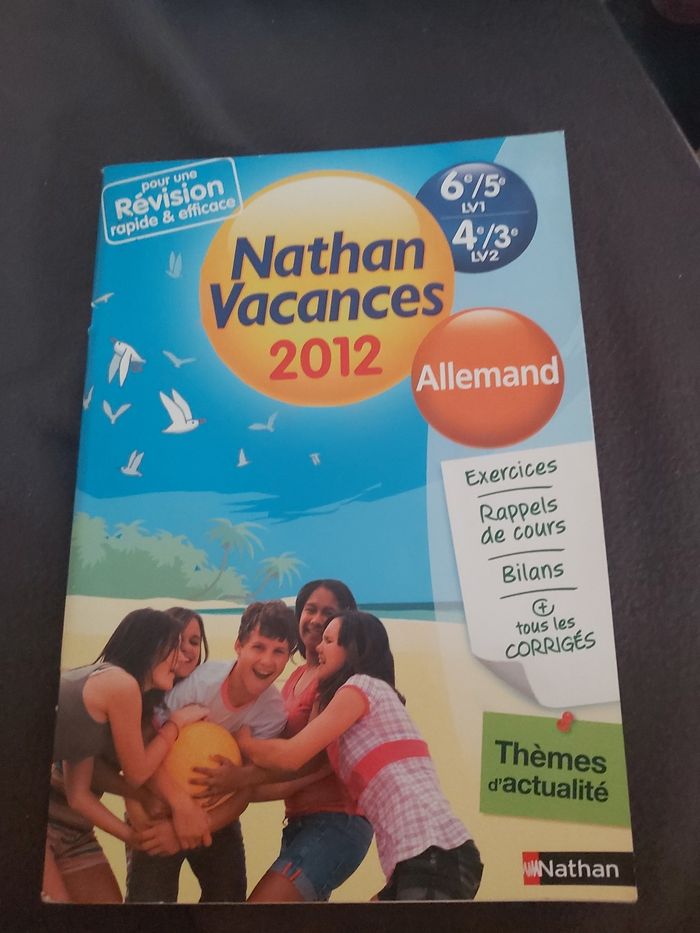 pour une
Révision
rapide & efficace
6e/5e
LV1
4e/3e
LV2
Nathan
Vacances
2012
Allemand
Exercices
Rappels
de cours
Bilans
+
tous les
CORRIGÉS
Thèmes
d'actualité
Nathan